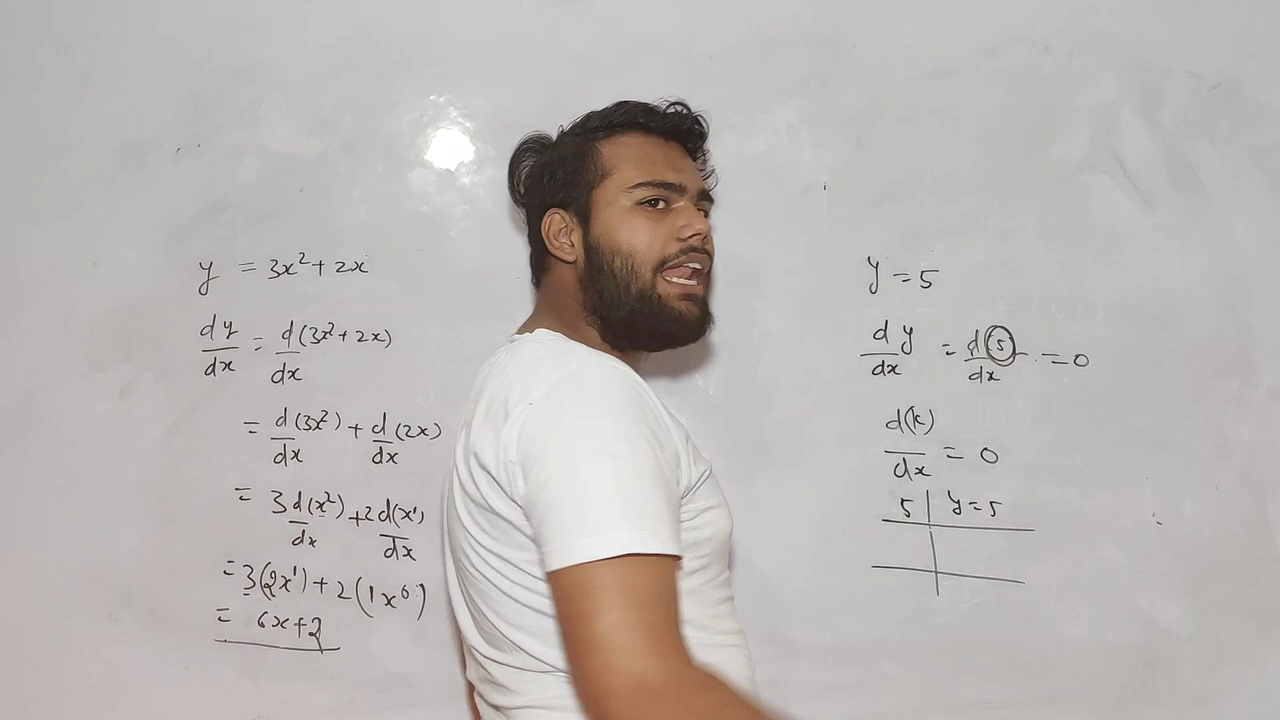 y = 3x² + 2x
dy/dx = d/dx (3x² + 2x)
= d/dx (3x²) + d/dx (2x)
= 3 d/dx (x²) + 2 d(x¹)/dx
= 3(2x¹) + 2(1x⁰)
= 6x+2
y = 5
d/dx y = d(5)/dx = 0
d(k)/dx = 0
5 | y = 5